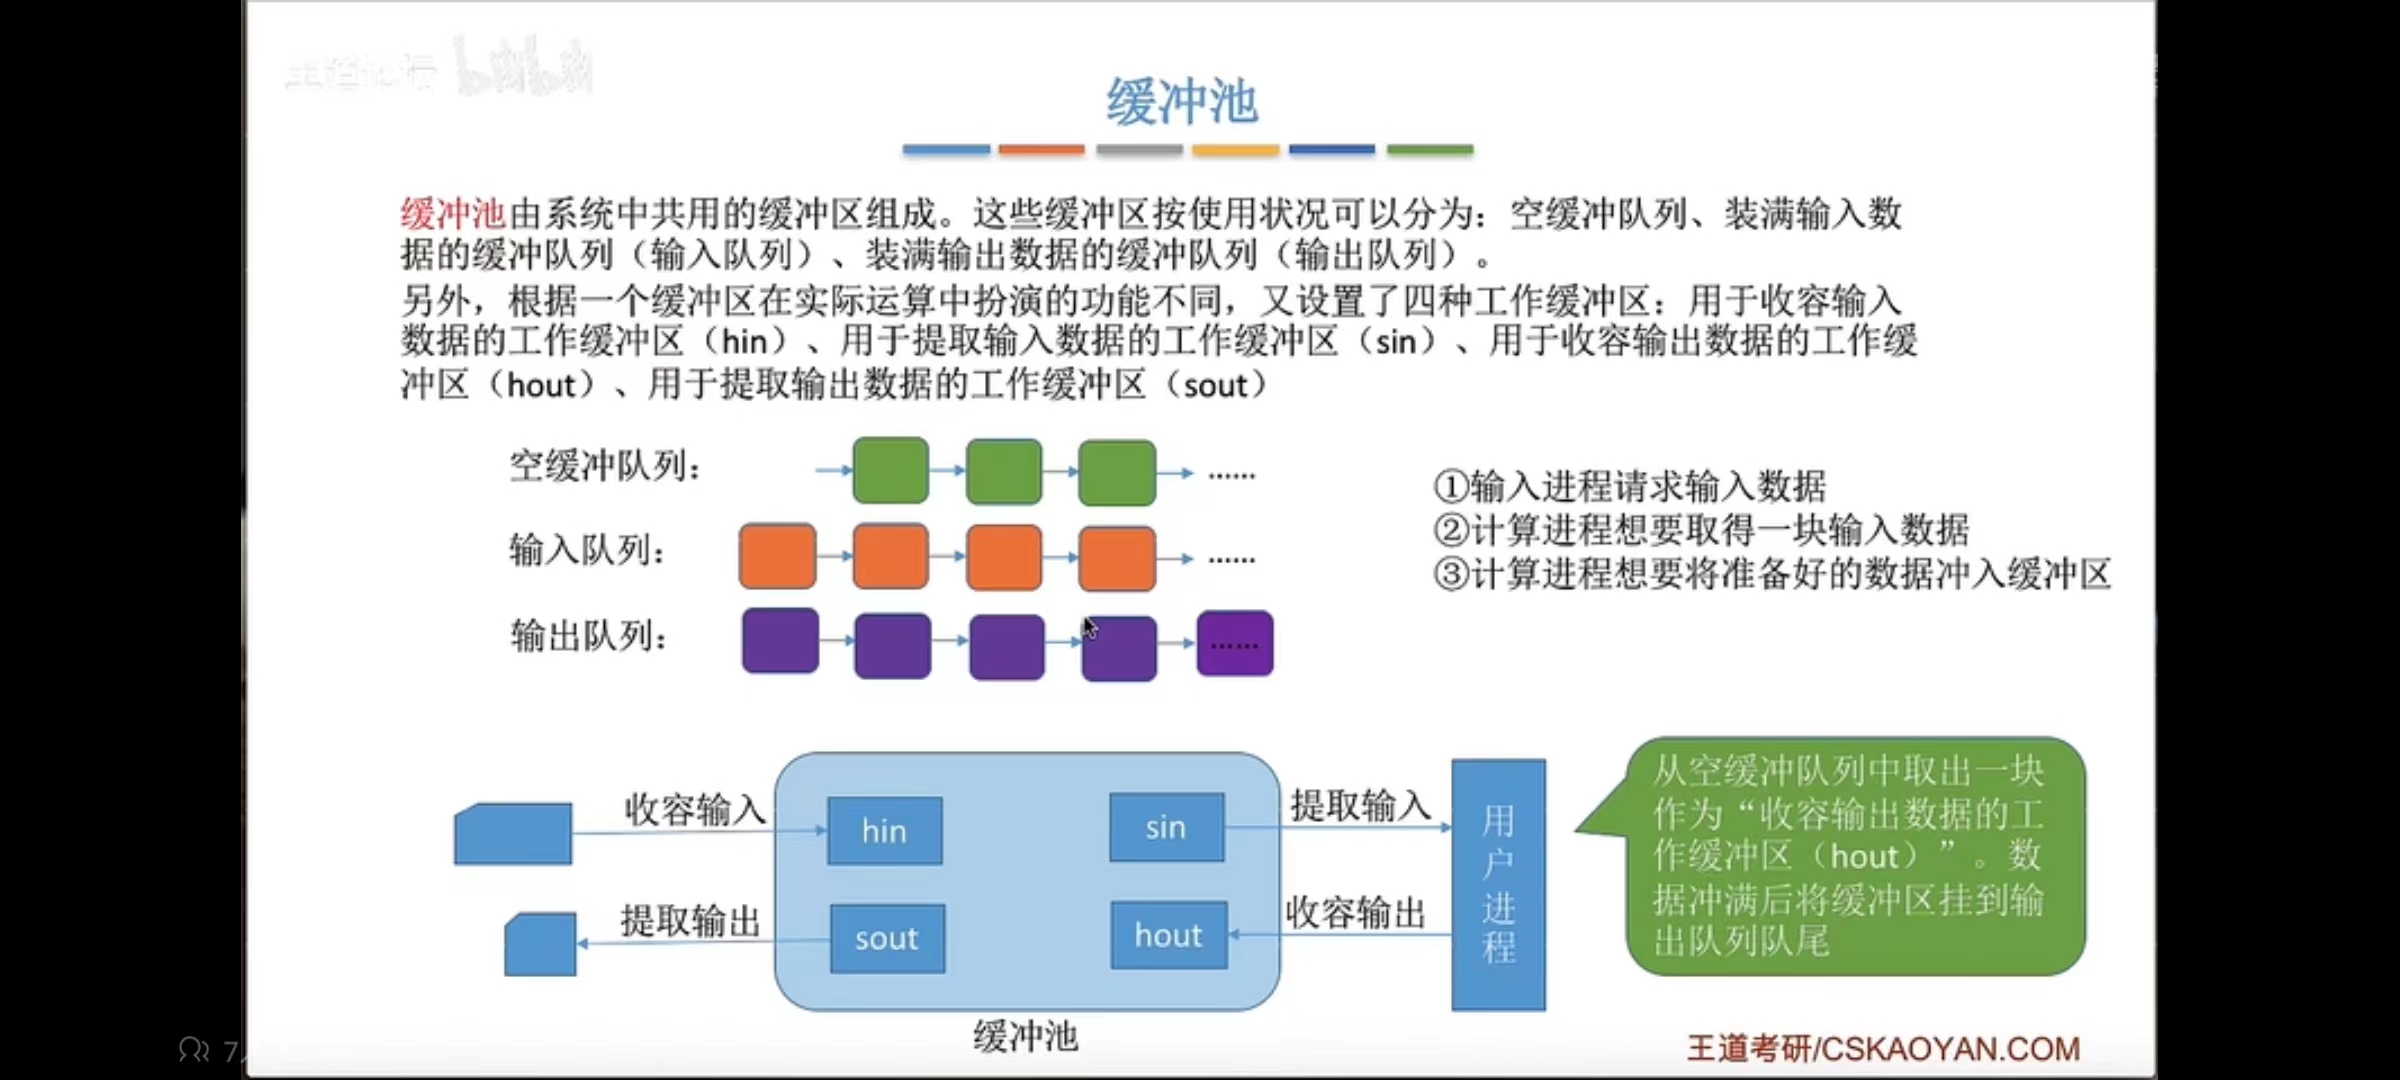 缓冲池
缓冲池由系统中共用的缓冲区组成。这些缓冲区按使用状况可以分为：空缓冲队列、装满输入数
据的缓冲队列（输入队列）、装满输出数据的缓冲队列（输出队列）。
另外，根据一个缓冲区在实际运算中扮演的功能不同，又设置了四种工作缓冲区：用于收容输入
数据的工作缓冲区（hin）、用于提取输入数据的工作缓冲区（sin）、用于收容输出数据的工作缓
冲区（hout）、用于提取输出数据的工作缓冲区（sout）
空缓冲队列：
……
输入队列：
……
输出队列：
……
①输入进程请求输入数据
②计算进程想要取得一块输入数据
③计算进程想要将准备好的数据冲入缓冲区
收容输入
hin
sin
提取输入
提取输出
sout
hout
收容输出
用户进程
缓冲池
从空缓冲队列中取出一块
作为“收容输出数据的工
作缓冲区（hout）”。数
据冲满后将缓冲区挂到输
出队列队尾
王道考研/CSKAOYAN.COM